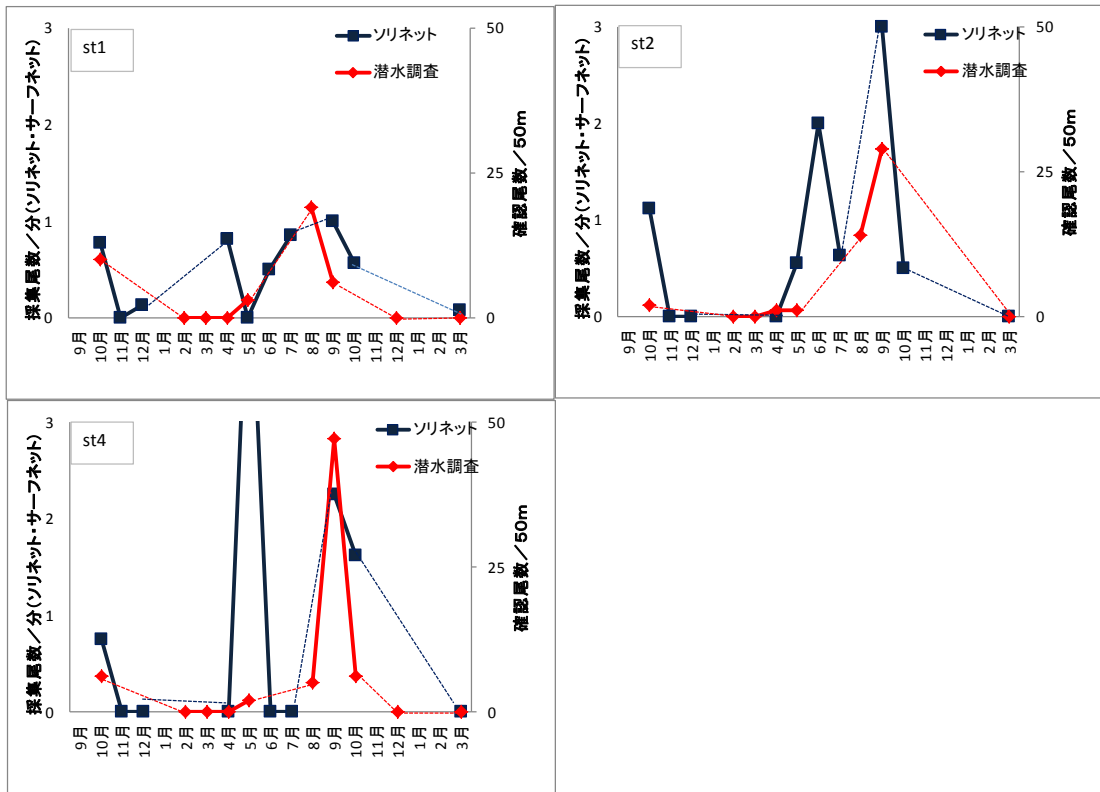 st1
ソリネット
潜水調査
採集尾数／分(ソリネット・サーフネット)
3
2
1
0
50
25
0
確認尾数／50m
9月 10月 11月 12月 1月 2月 3月 4月 5月 6月 7月 8月 9月 10月 11月 12月 1月 2月 3月
st2
ソリネット
潜水調査
採集尾数／分(ソリネット・サーフネット)
3
2
1
0
50
25
0
確認尾数／50m
9月 10月 11月 12月 1月 2月 3月 4月 5月 6月 7月 8月 9月 10月 11月 12月 1月 2月 3月
st4
ソリネット
潜水調査
採集尾数／分(ソリネット・サーフネット)
3
2
1
0
50
25
0
確認尾数／50m
9月 10月 11月 12月 1月 2月 3月 4月 5月 6月 7月 8月 9月 10月 11月 12月 1月 2月 3月